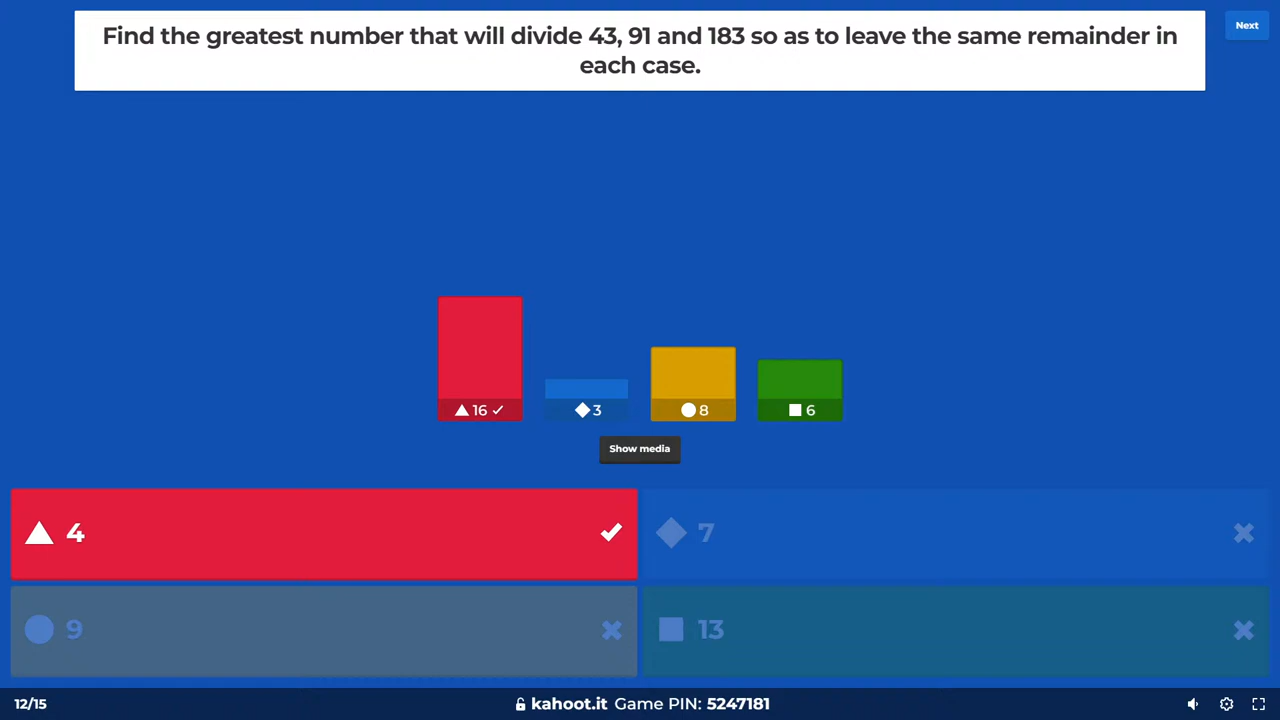 Find the greatest number that will divide 43, 91 and 183 so as to leave the same remainder in
each case.
Next
16
3
8
6
Show media
4
7
9
13
12/15
kahoot.it Game PIN: 5247181